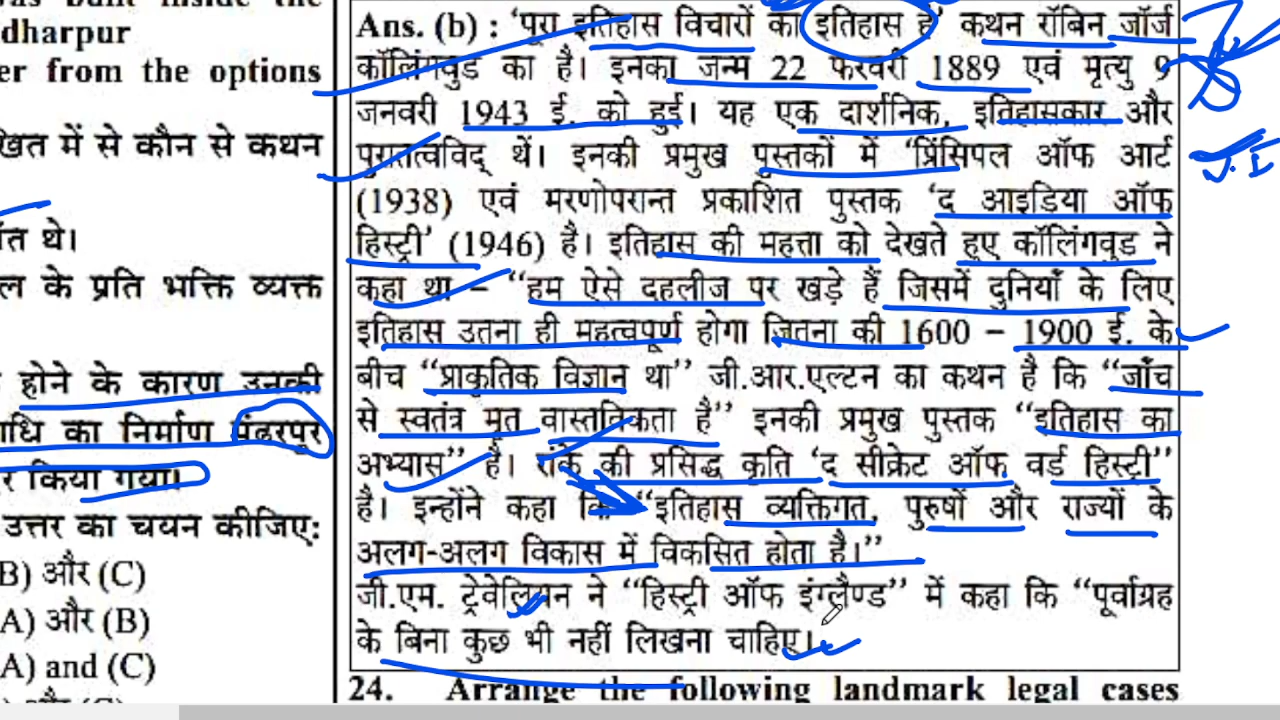 was built inside the
dharpur
er from the options
खित में से कौन से कथन
त थे।
ल के प्रति भक्ति व्यक्त
होने के कारण उनकी
ाधि का निर्माण पंढरपुर
र किया गया।
उत्तर का चयन कीजिए:
B) और (C)
A) और (B)
A) and (C)
Ans. (b) : ‘पूरा इतिहास विचारों का इतिहास है’ कथन रॉबिन जॉर्ज
कॉलिंगवुड का है। इनका जन्म 22 फरवरी 1889 एवं मृत्यु 9
जनवरी 1943 ई. को हुई। यह एक दार्शनिक, इतिहासकार और
पुरातत्वविद् थें। इनकी प्रमुख पुस्तकों में ‘प्रिंसिपल ऑफ आर्ट
(1938) एवं मरणोपरान्त प्रकाशित पुस्तक ‘द आइडिया ऑफ
हिस्ट्री’ (1946) है। इतिहास की महत्ता को देखते हुए कॉलिंगवुड ने
कहा था – “हम ऐसे दहलीज पर खड़े हैं जिसमें दुनियाँ के लिए
इतिहास उतना ही महत्वपूर्ण होगा जितना की 1600 – 1900 ई. के
बीच “प्राकृतिक विज्ञान था” जी.आर.एल्टन का कथन है कि “जाँच
से स्वतंत्र मृत वास्तविकता है” इनकी प्रमुख पुस्तक “इतिहास का
अभ्यास” है। रांके की प्रसिद्ध कृति ‘द सीक्रेट ऑफ वर्ड हिस्ट्री”
है। इन्होंने कहा कि “इतिहास व्यक्तिगत, पुरुषों और राज्यों के
अलग-अलग विकास में विकसित होता है।”
जी.एम. ट्रेवेलियन ने “हिस्ट्री ऑफ इंग्लैण्ड” में कहा कि “पूर्वाग्रह
के बिना कुछ भी नहीं लिखना चाहिए।
24. Arrange the following landmark legal cases
J.I